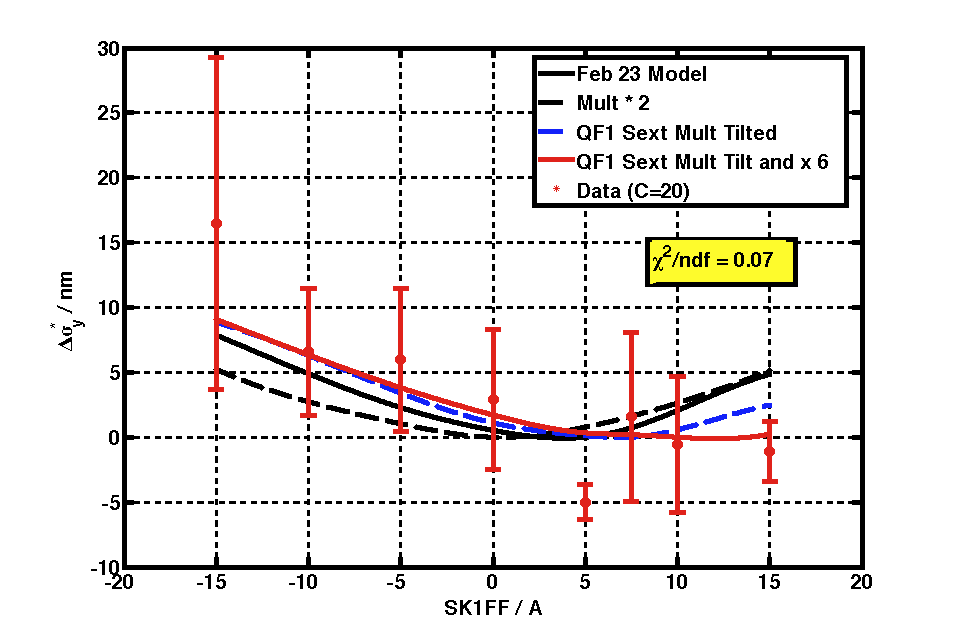 30
25
20
15
10
5
0
-5
-10
-20
-15
-10
-5
0
5
10
15
20
Δσy* / nm
SK1FF / A
Feb 23 Model
Mult * 2
QF1 Sext Mult Tilted
QF1 Sext Mult Tilt and x 6
Data (C=20)
χ²/ndf = 0.07